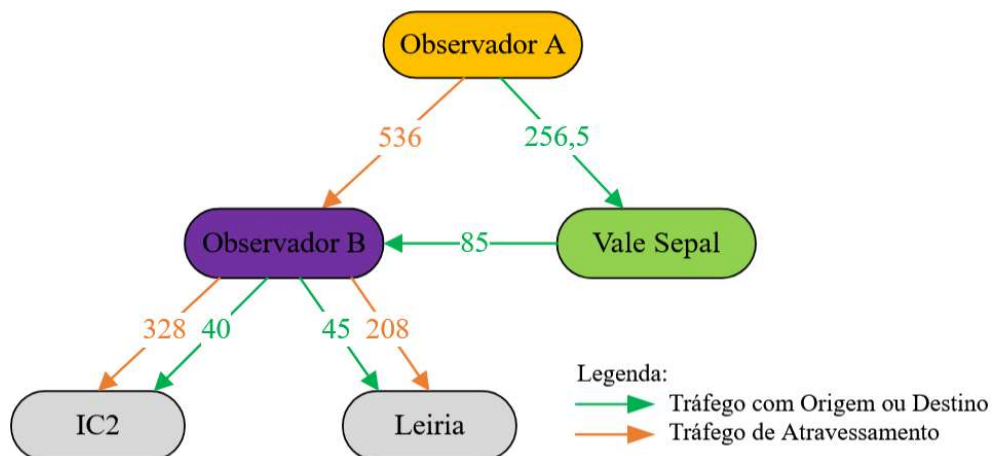 Observador A
536
256,5
Observador B
85
Vale Sepal
328
40
45
208
IC2
Leiria
Legenda:
Tráfego com Origem ou Destino
Tráfego de Atravessamento